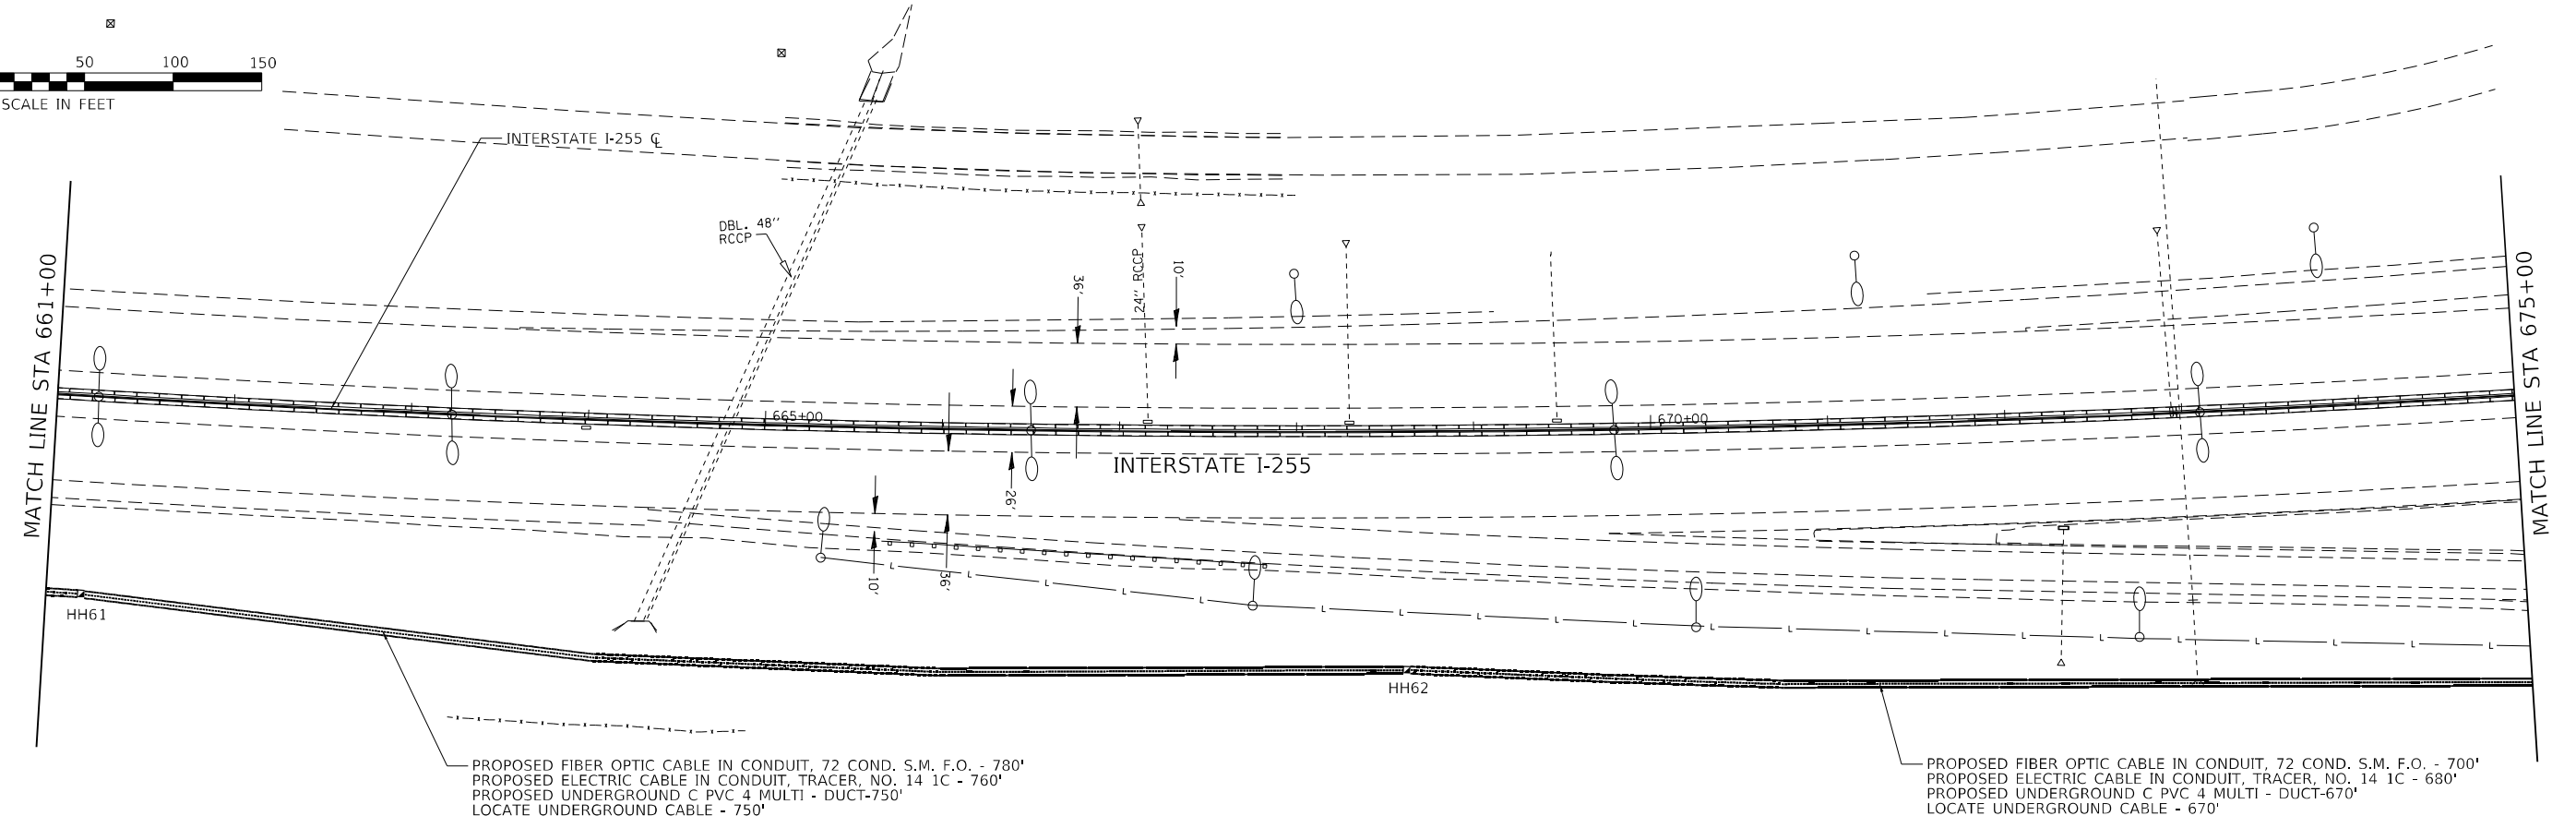 50 100 150
SCALE IN FEET
INTERSTATE I-255 ℄
DBL. 48''
RCCP
24'' RCCP
36'
10'
MATCH LINE STA 661+00
MATCH LINE STA 675+00
665+00
670+00
INTERSTATE I-255
26'
10'
36'
L L L L L L L L L L L L L L L L L L L L
HH61
HH62
PROPOSED FIBER OPTIC CABLE IN CONDUIT, 72 COND. S.M. F.O. - 780'
PROPOSED ELECTRIC CABLE IN CONDUIT, TRACER, NO. 14 1C - 760'
PROPOSED UNDERGROUND C PVC 4 MULTI - DUCT-750'
LOCATE UNDERGROUND CABLE - 750'
PROPOSED FIBER OPTIC CABLE IN CONDUIT, 72 COND. S.M. F.O. - 700'
PROPOSED ELECTRIC CABLE IN CONDUIT, TRACER, NO. 14 1C - 680'
PROPOSED UNDERGROUND C PVC 4 MULTI - DUCT-670'
LOCATE UNDERGROUND CABLE - 670'